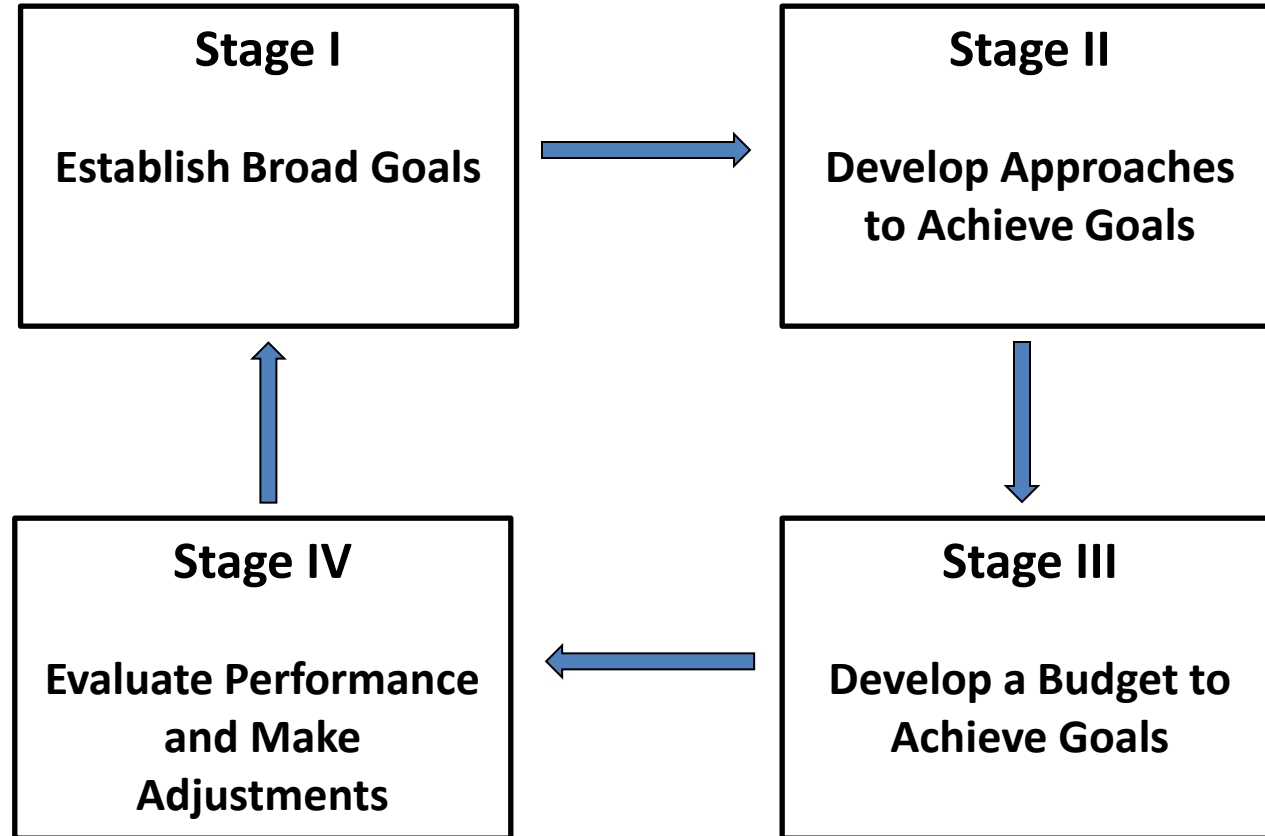 Stage I
Establish Broad Goals
Stage II
Develop Approaches
to Achieve Goals
Stage III
Develop a Budget to
Achieve Goals
Stage IV
Evaluate Performance
and Make
Adjustments